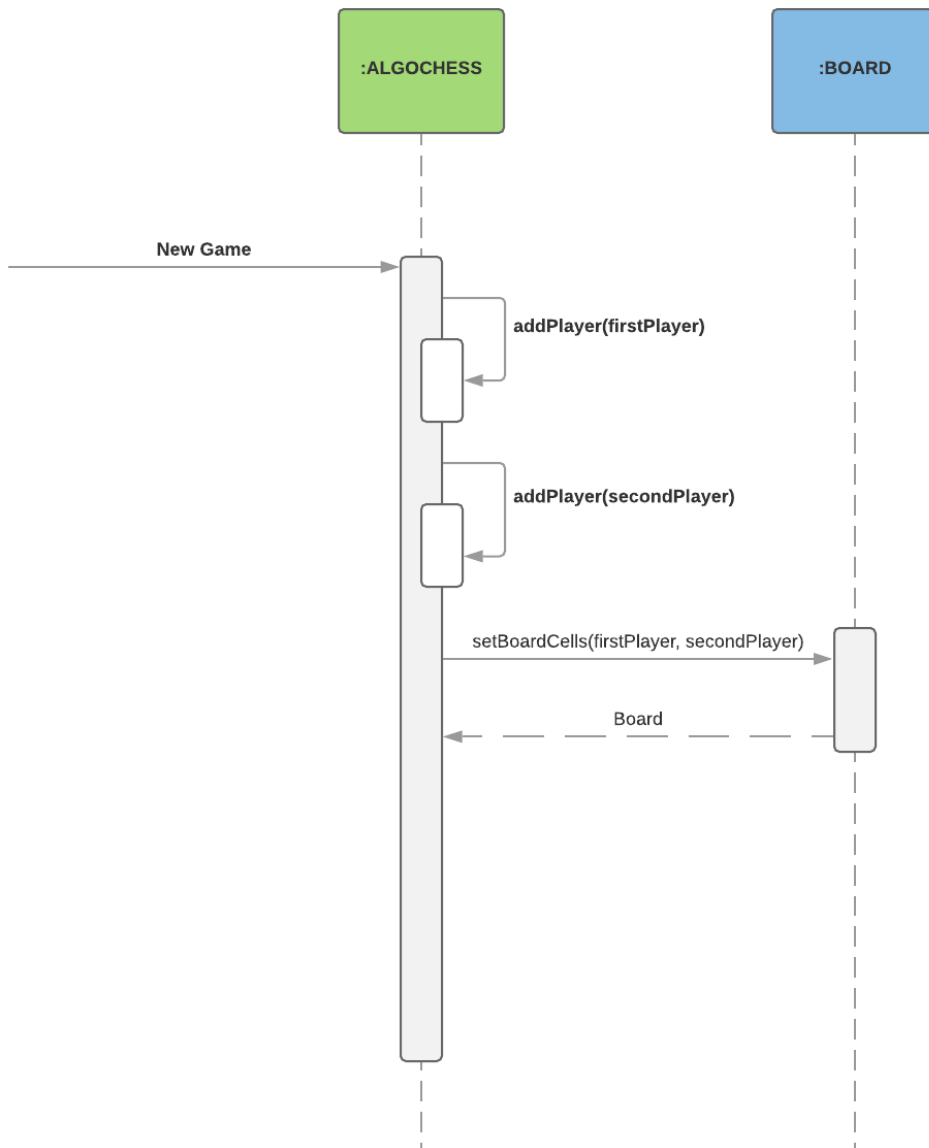 :ALGOCHESS
:BOARD
New Game
addPlayer(firstPlayer)
addPlayer(secondPlayer)
setBoardCells(firstPlayer, secondPlayer)
Board